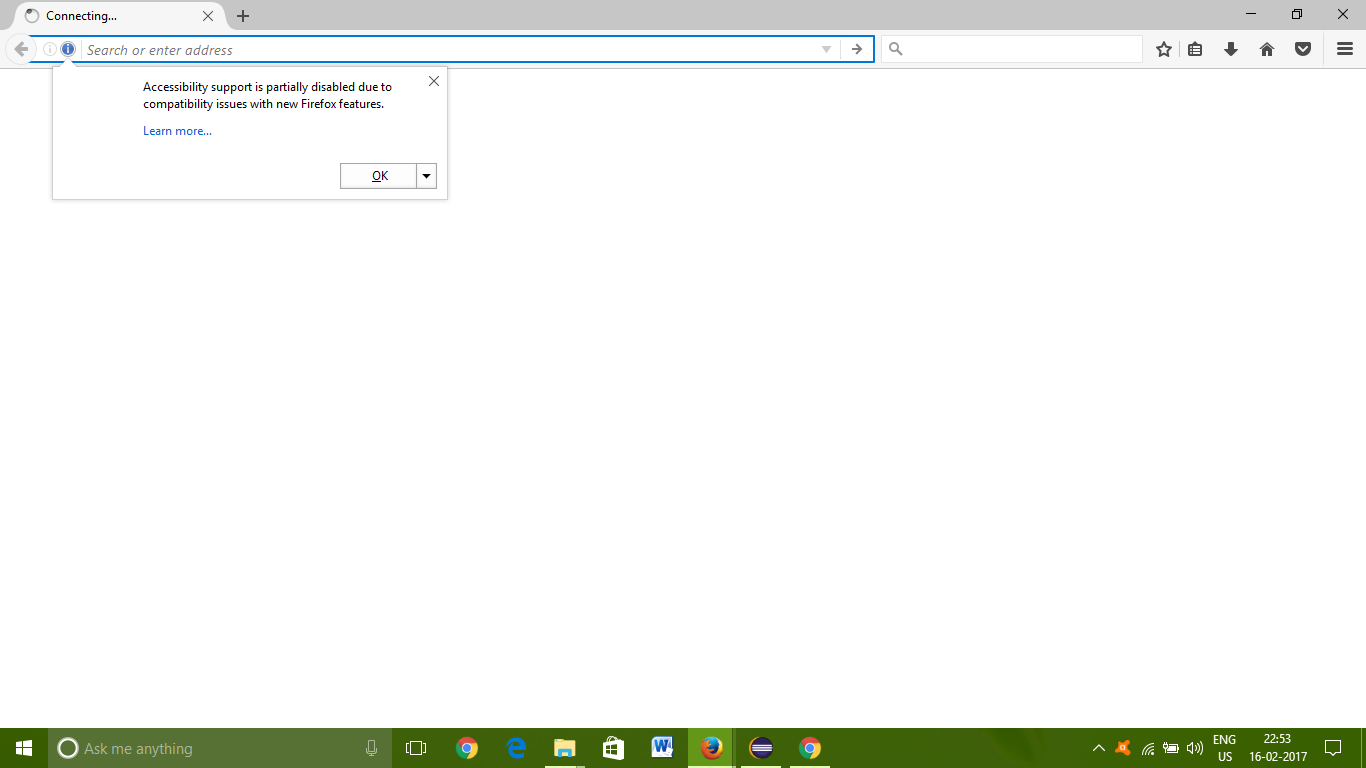 Connecting...
Search or enter address
Accessibility support is partially disabled due to
compatibility issues with new Firefox features.
Learn more...
OK
Ask me anything
ENG
US
22:53
16-02-2017